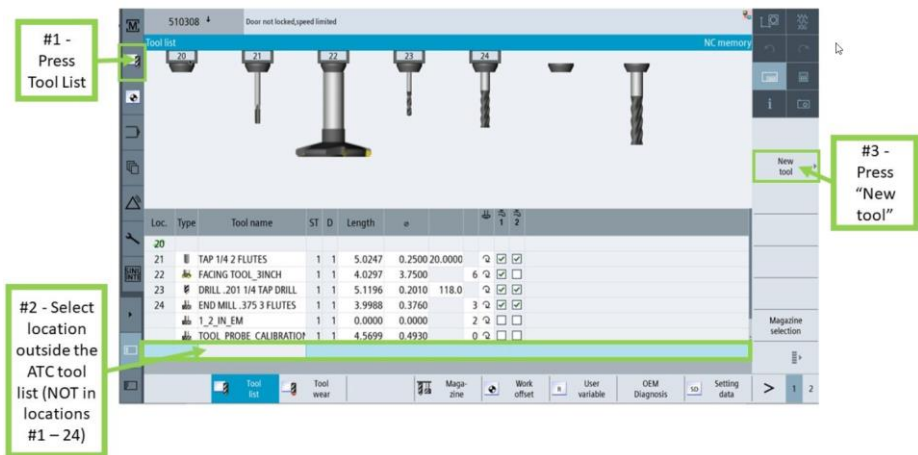 #1 -
Press
Tool List
510308
Door not locked,speed limited
Tool list
NC memory
20
21
22
23
24
#3 -
Press
“New
tool”
New
tool
Loc. Type Tool name ST D Length ø 1 2
20
21 TAP 1/4 2 FLUTES 1 1 5.0247 0.2500 20.0000
22 FACING TOOL_3INCH 1 1 4.0297 3.7500 6
23 DRILL .201 1/4 TAP DRILL 1 1 5.1196 0.2010 118.0
24 END MILL .375 3 FLUTES 1 1 3.9988 0.3760 3
1_2_IN_EM 1 1 0.0000 0.0000 2
TOOL PROBE CALIBRATION 1 1 4.5699 0.4930 0
#2 - Select
location
outside the
ATC tool
list (NOT in
locations
#1 – 24)
Magazine
selection
Tool
list
Tool
wear
Maga-
zine
Work
offset
R
User
variable
OEM
Diagnosis
SD
Setting
data
> 1 2